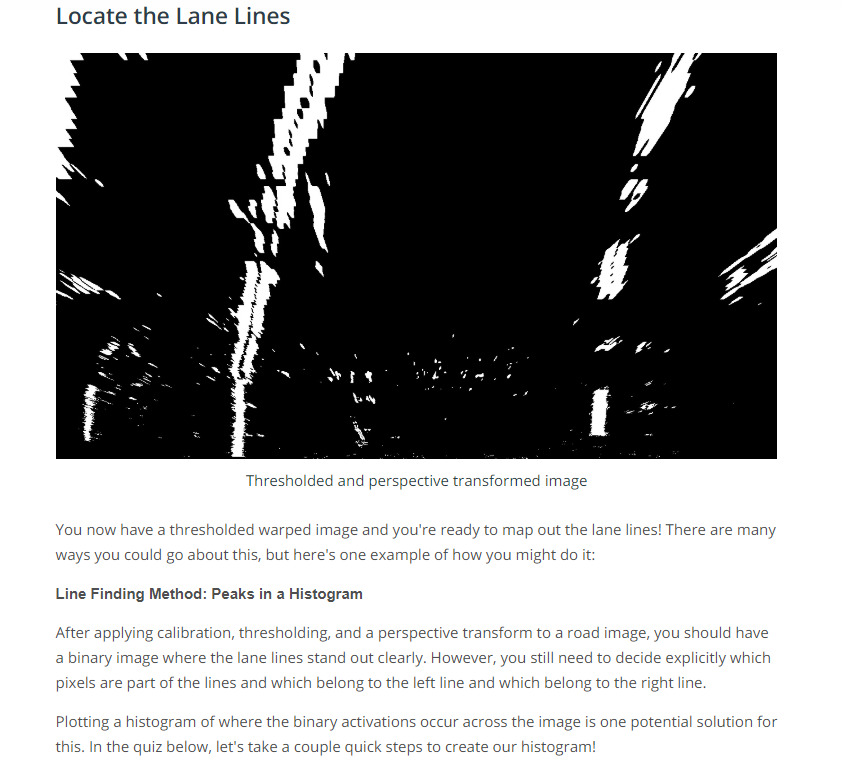 Locate the Lane Lines
Thresholded and perspective transformed image
You now have a thresholded warped image and you're ready to map out the lane lines! There are many
ways you could go about this, but here's one example of how you might do it:
Line Finding Method: Peaks in a Histogram
After applying calibration, thresholding, and a perspective transform to a road image, you should have
a binary image where the lane lines stand out clearly. However, you still need to decide explicitly which
pixels are part of the lines and which belong to the left line and which belong to the right line.
Plotting a histogram of where the binary activations occur across the image is one potential solution for
this. In the quiz below, let's take a couple quick steps to create our histogram!